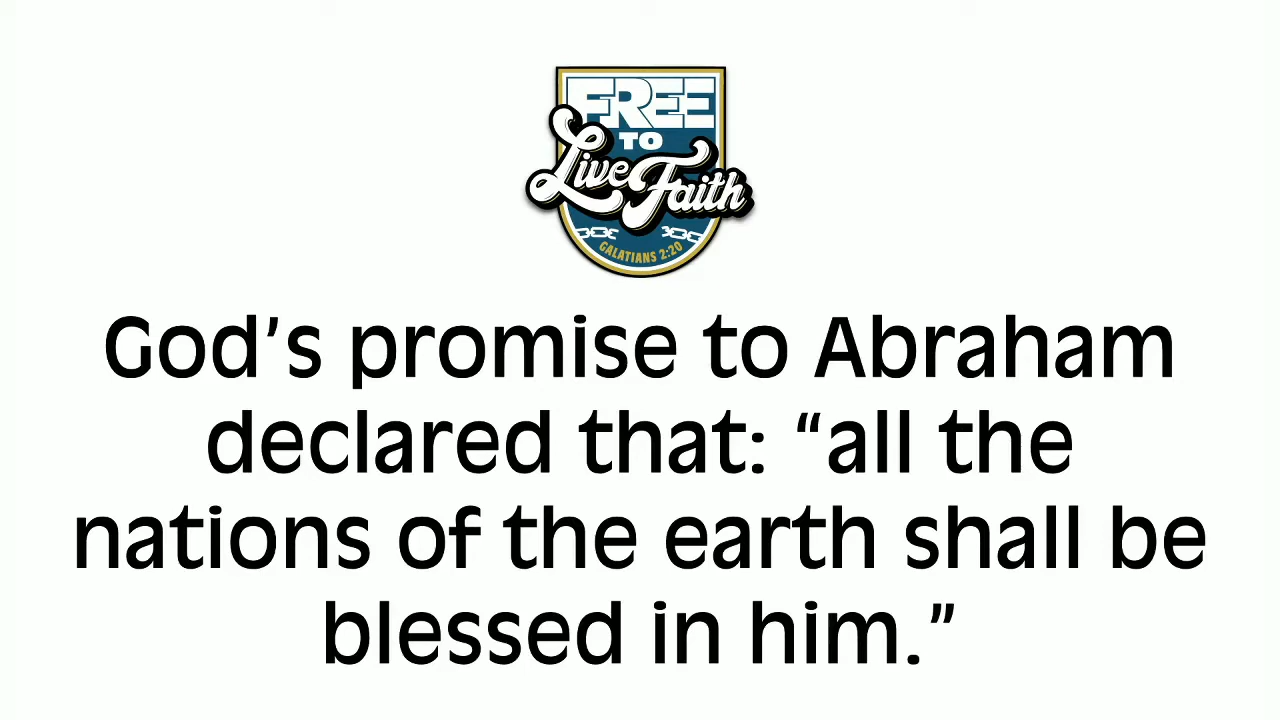 FREE
TO
Live Faith
GALATIANS 2:20
God’s promise to Abraham
declared that: “all the
nations of the earth shall be
blessed in him.”